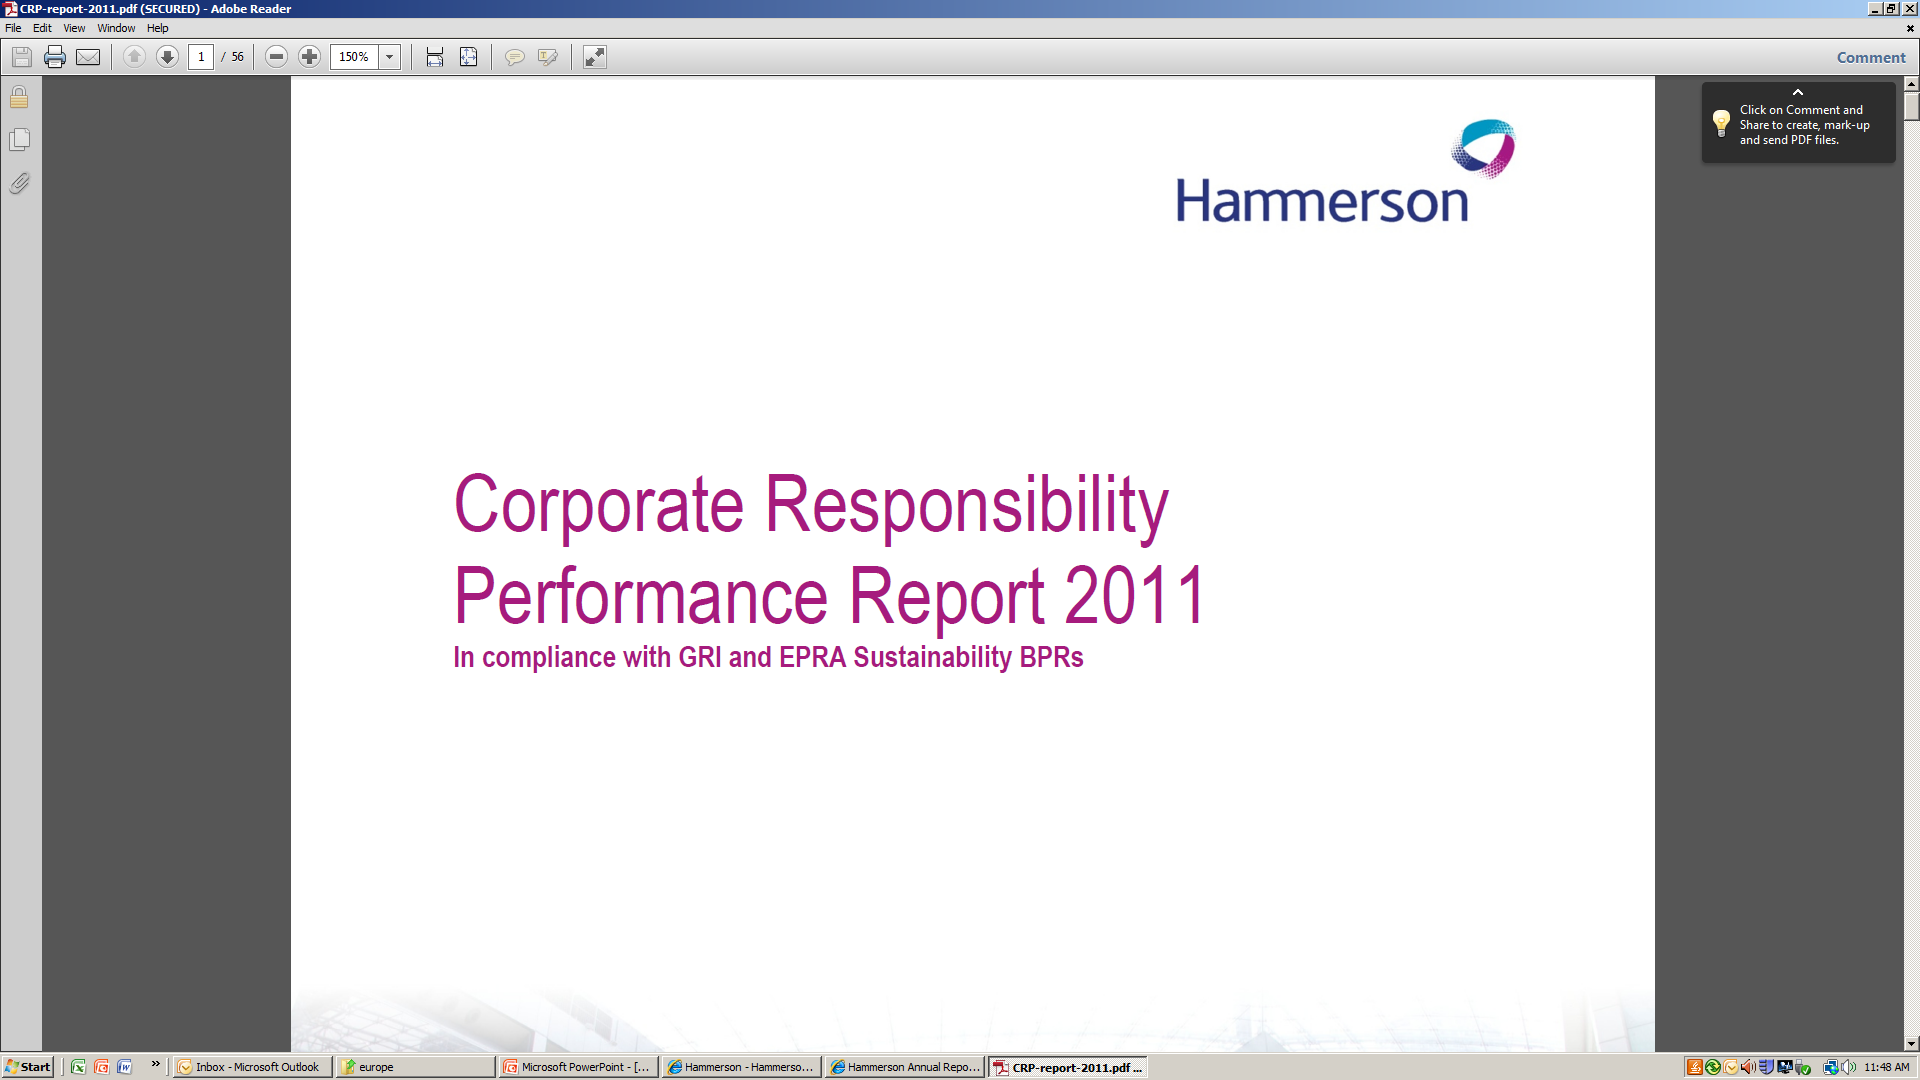 CRP-report-2011.pdf (SECURED) - Adobe Reader
File Edit View Window Help
1 / 56 150% Comment
Click on Comment and
Share to create, mark-up
and send PDF files.
Hammerson
Corporate Responsibility
Performance Report 2011
In compliance with GRI and EPRA Sustainability BPRs
Start Inbox - Microsoft Outlook europe Microsoft PowerPoint - [... Hammerson - Hammerso... Hammerson Annual Repo... CRP-report-2011.pdf ... 11:48 AM